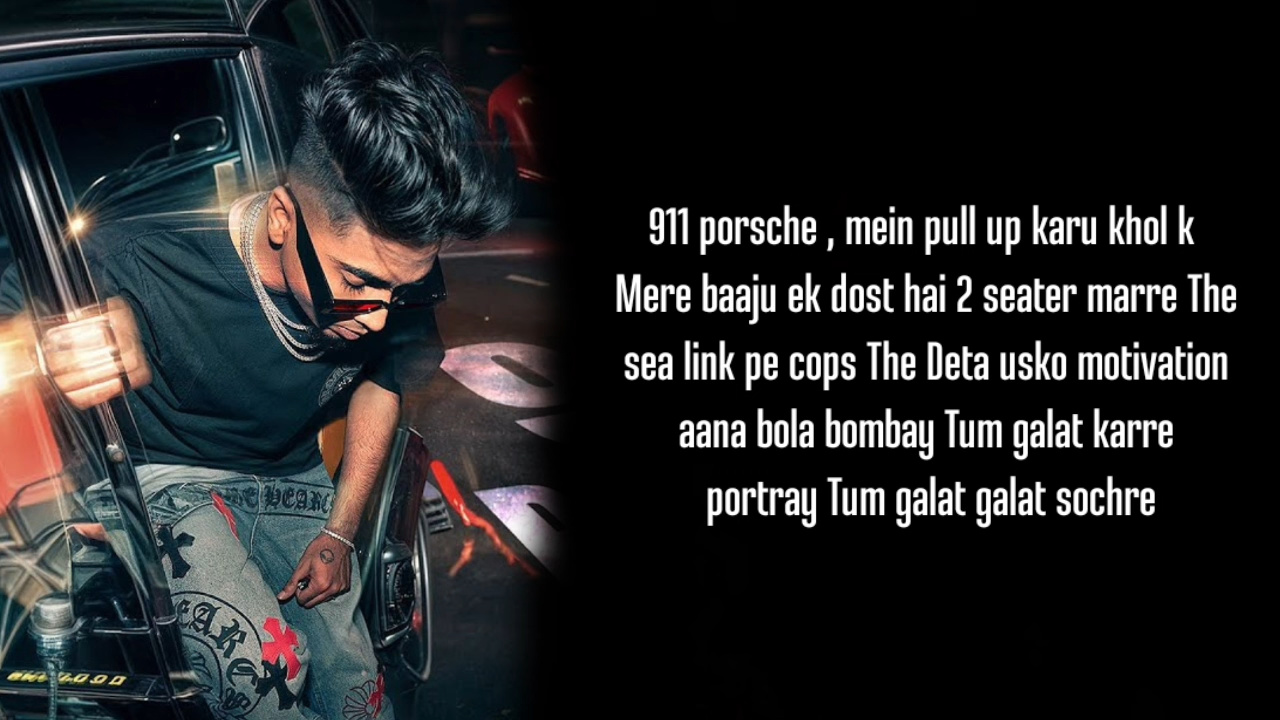 911 porsche , mein pull up karu khol k
Mere baaju ek dost hai 2 seater marre The
sea link pe cops The Deta usko motivation
aana bola bombay Tum galat karre
portray Tum galat galat sochre